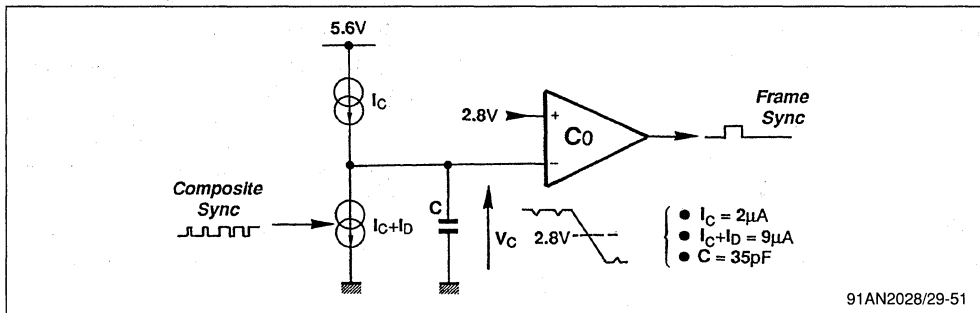 5.6V
I_C
2.8V
+
C0
−
Frame
Sync
Composite
Sync
I_C+I_D
C
V_C
2.8V
● I_C = 2µA
● I_C+I_D = 9µA
● C = 35pF
91AN2028/29-51